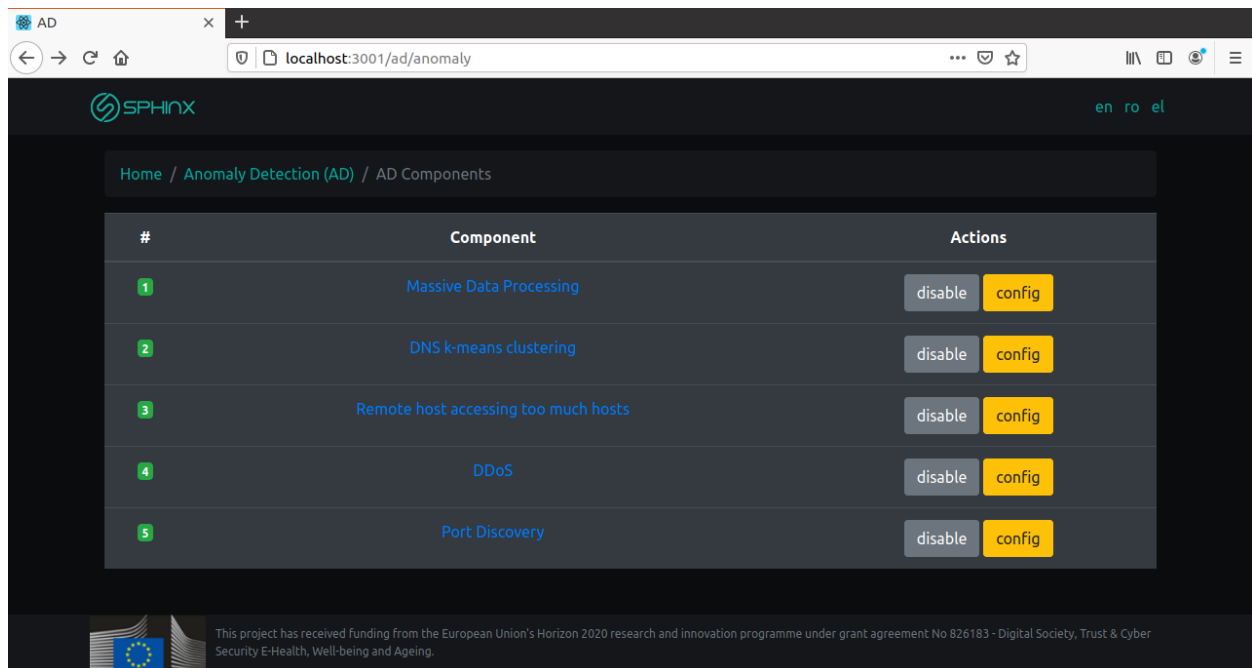 AD
localhost:3001/ad/anomaly
SPHINX
en ro el
Home / Anomaly Detection (AD) / AD Components
# Component Actions
1 Massive Data Processing disable config
2 DNS k-means clustering disable config
3 Remote host accessing too much hosts disable config
4 DDoS disable config
5 Port Discovery disable config
This project has received funding from the European Union's Horizon 2020 research and innovation programme under grant agreement No 826183 - Digital Society, Trust & Cyber
Security E-Health, Well-being and Ageing.